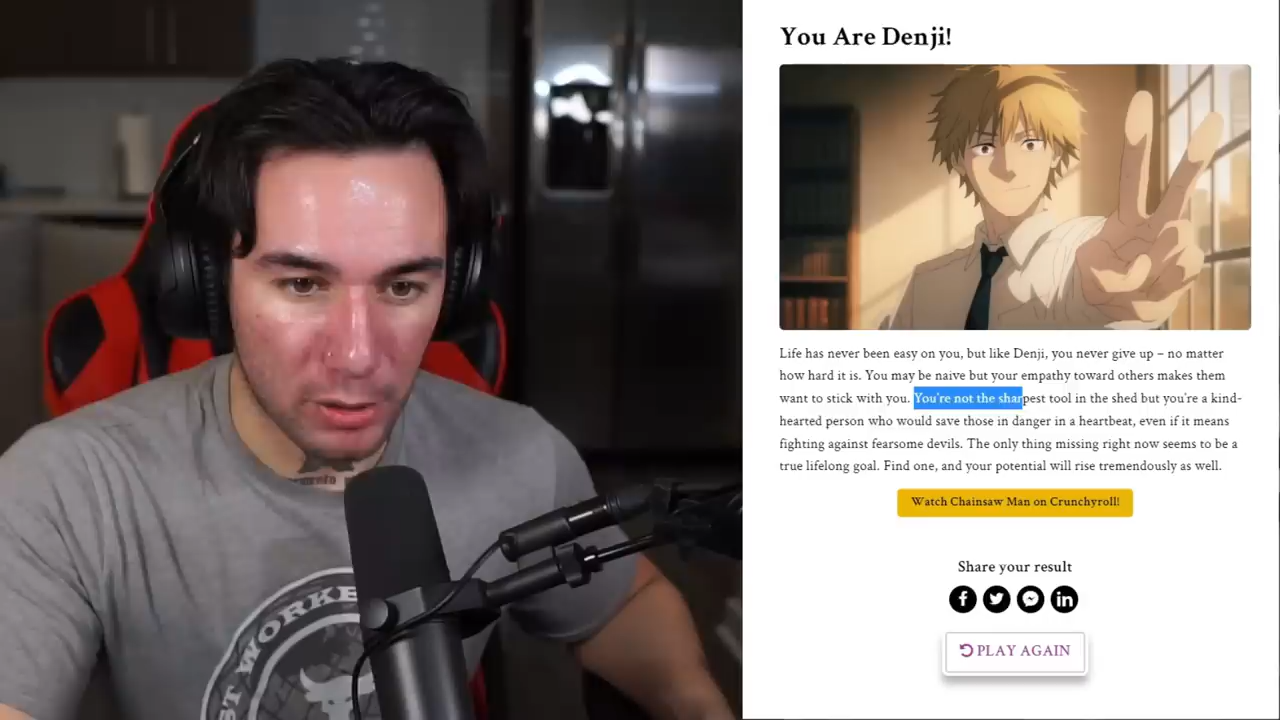 You Are Denji!
Life has never been easy on you, but like Denji, you never give up – no matter
how hard it is. You may be naive but your empathy toward others makes them
want to stick with you. You're not the sharpest tool in the shed but you're a kind-
hearted person who would save those in danger in a heartbeat, even if it means
fighting against fearsome devils. The only thing missing right now seems to be a
true lifelong goal. Find one, and your potential will rise tremendously as well.
Watch Chainsaw Man on Crunchyroll!
Share your result
PLAY AGAIN
WORKE